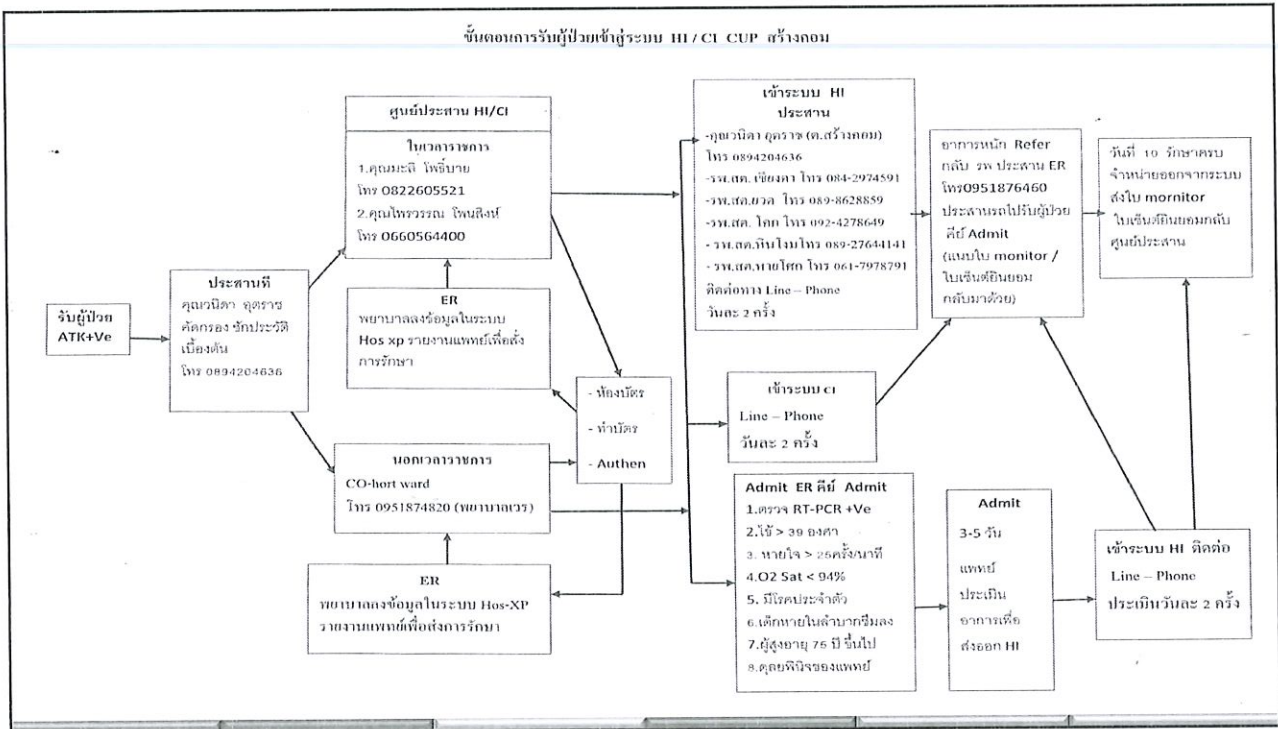 ขั้นตอนการรับผู้ป่วยเข้าสู่ระบบ HI / CI CUP สร้างคอม
รับผู้ป่วย
ATK+Ve
ประสานที่
คุณวนิดา อุตราช
คัดกรอง ซักประวัติ
เบื้องต้น
โทร 0894204636
ศูนย์ประสาน HI/CI
ในเวลาราชการ
1.คุณมะลิ โพธิ์บาย
โทร 0822605521
2.คุณไพรวรรณ โพนสิงห์
โทร 0660564400
ER
พยาบาลลงข้อมูลในระบบ
Hos xp รายงานแพทย์เพื่อสั่ง
การรักษา
- ห้องบัตร
- ทำบัตร
- Authen
นอกเวลาราชการ
CO-hort ward
โทร 0951874820 (พยาบาลเวร)
ER
พยาบาลลงข้อมูลในระบบ Hos-XP
รายงานแพทย์เพื่อสั่งการรักษา
เข้าระบบ HI
ประสาน
-คุณวนิดา อุตราช (ต.สร้างคอม)
โทร 0894204636
-รพ.สต. เชียงดา โทร 084-2974591
-รพ.สต.ยวด โทร 089-8628859
-รพ.สต. โคก โทร 092-4278649
- รพ.สต.หินโงมโทร 089-27644141
- รพ.สต.หายโศก โทร 061-7978791
ติดต่อทาง Line – Phone
วันละ 2 ครั้ง
เข้าระบบ CI
Line – Phone
วันละ 2 ครั้ง
Admit ER คีย์ Admit
1.ตรวจ RT-PCR +Ve
2.ไข้ > 39 องศา
3. หายใจ > 25ครั้ง/นาที
4.O2 Sat < 94%
5. มีโรคประจำตัว
6.เด็กหายใจลำบากซึมลง
7.ผู้สูงอายุ 75 ปี ขึ้นไป
8.ดุลยพินิจของแพทย์
Admit
3-5 วัน
แพทย์
ประเมิน
อาการเพื่อ
ส่งออก HI
อาการหนัก Refer
กลับ รพ ประสาน ER
โทร0951876460
ประสานรถไปรับผู้ป่วย
คีย์ Admit
(แนบใบ monitor /
ใบเซ็นต์ยินยอม
กลับมาด้วย)
เข้าระบบ HI ติดต่อ
Line – Phone
ประเมินวันละ 2 ครั้ง
วันที่ 10 รักษาครบ
จำหน่ายออกจากระบบ
ส่งใบ mornitor
ใบเซ็นต์ยินยอมกลับ
ศูนย์ประสาน